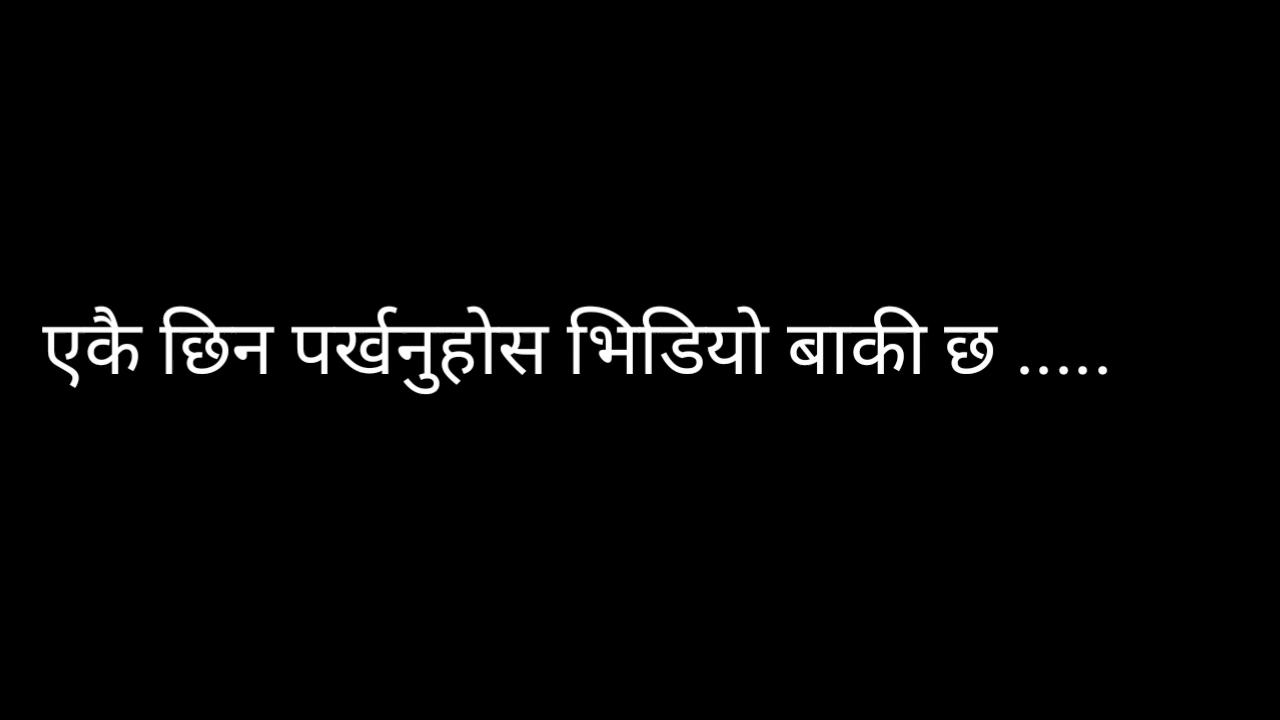 एकै छिन पर्खनुहोस भिडियो बाकी छ .....